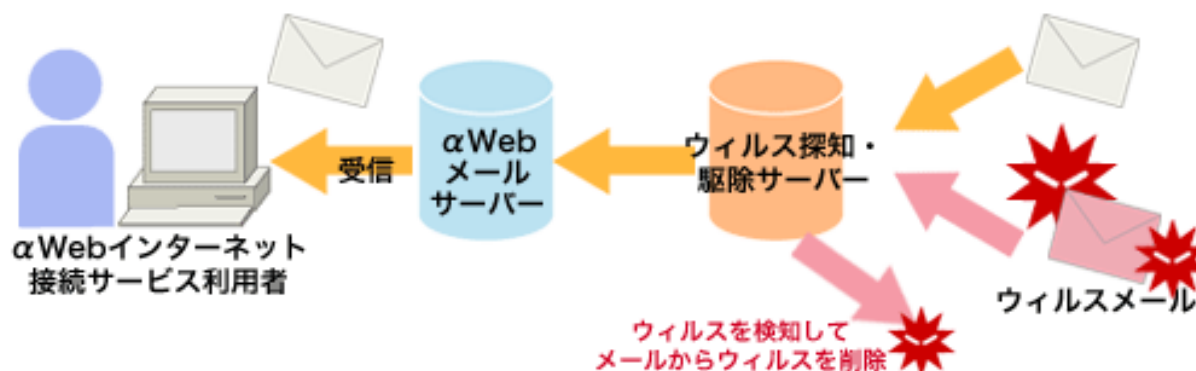 αWebインターネット
接続サービス利用者
受信
αWeb
メール
サーバー
ウィルス探知・
駆除サーバー
ウィルスメール
ウィルスを検知して
メールからウィルスを削除